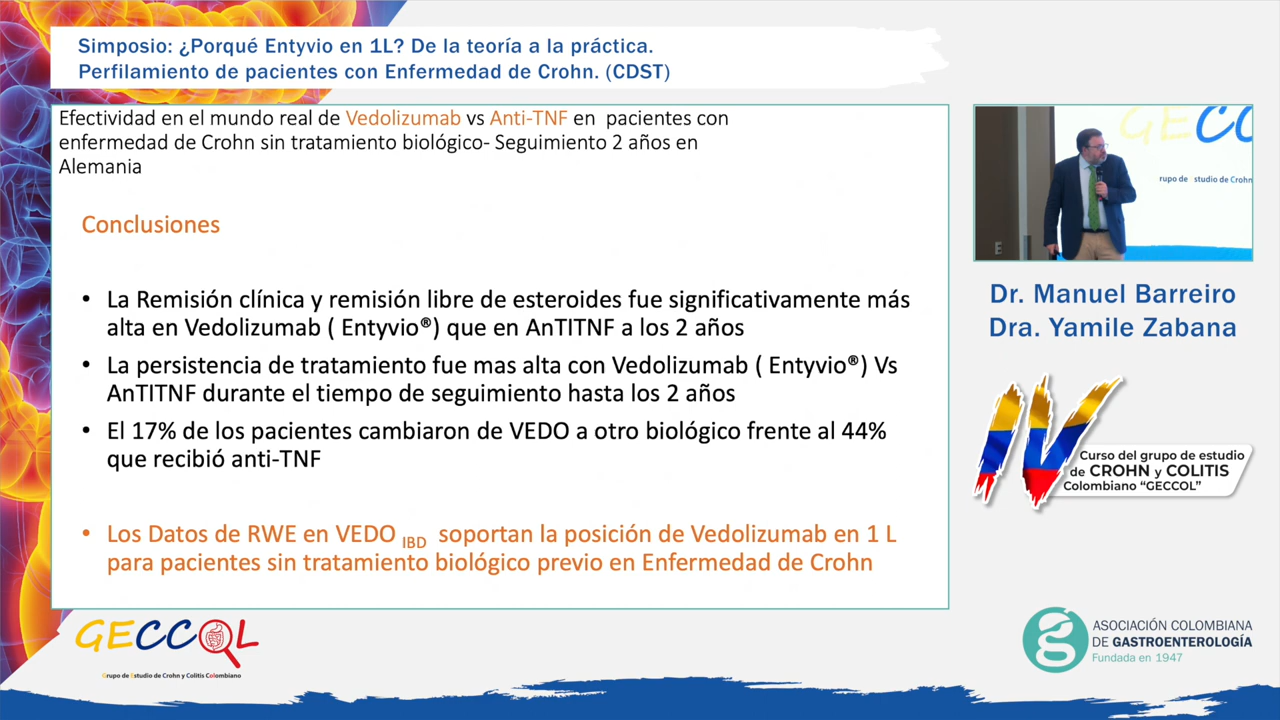 Simposio: ¿Porqué Entyvio en 1L? De la teoría a la práctica.
Perfilamiento de pacientes con Enfermedad de Crohn. (CDST)
Efectividad en el mundo real de Vedolizumab vs Anti-TNF en pacientes con
enfermedad de Crohn sin tratamiento biológico- Seguimiento 2 años en
Alemania
Conclusiones
• La Remisión clínica y remisión libre de esteroides fue significativamente más
alta en Vedolizumab ( Entyvio®) que en AnTITNF a los 2 años
• La persistencia de tratamiento fue mas alta con Vedolizumab ( Entyvio®) Vs
AnTITNF durante el tiempo de seguimiento hasta los 2 años
• El 17% de los pacientes cambiaron de VEDO a otro biológico frente al 44%
que recibió anti-TNF
• Los Datos de RWE en VEDO IBD soportan la posición de Vedolizumab en 1 L
para pacientes sin tratamiento biológico previo en Enfermedad de Crohn
GECC
rupo de studio de Crohn
E
Dr. Manuel Barreiro
Dra. Yamile Zabana
IV
Curso del grupo de estudio
de CROHN y COLITIS
Colombiano “GECCOL”
GECCOL
Grupo de Estudio de Crohn y Colitis Colombiano
ASOCIACIÓN COLOMBIANA
DE GASTROENTEROLOGÍA
Fundada en 1947